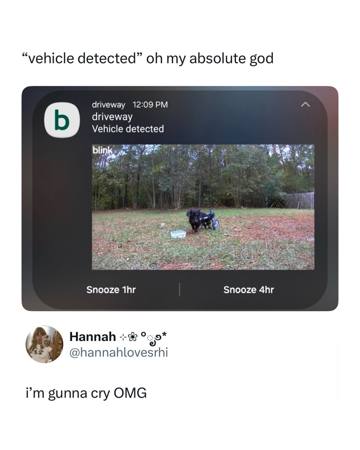 “vehicle detected” oh my absolute god
b
driveway 12:09 PM
driveway
Vehicle detected
blink
Snooze 1hr
Snooze 4hr
Hannah
@hannahlovesrhi
i’m gunna cry OMG